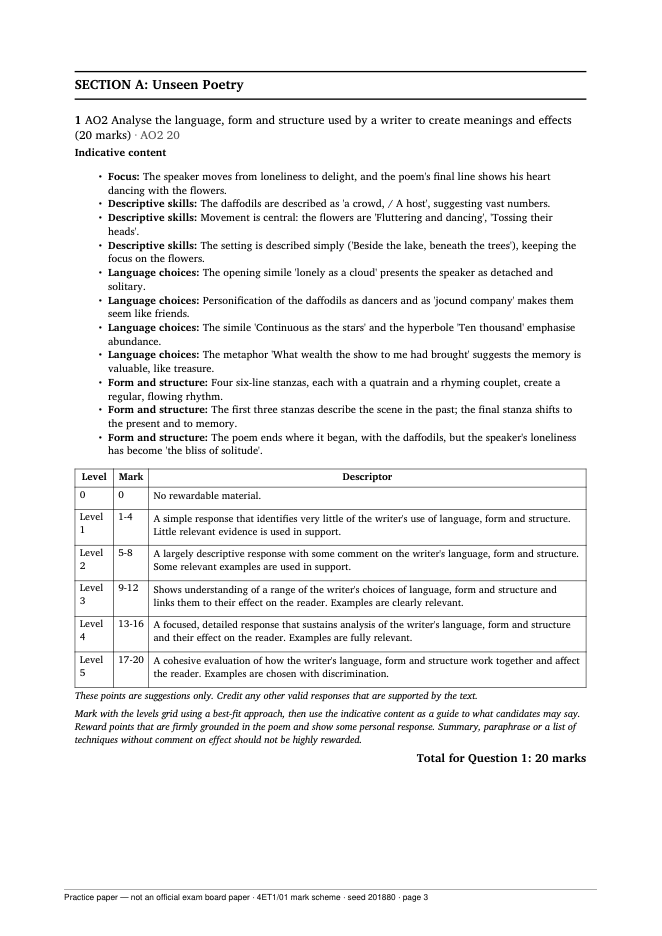 SECTION A: Unseen Poetry
1 AO2 Analyse the language, form and structure used by a writer to create meanings and effects
(20 marks) · AO2 20
Indicative content
• Focus: The speaker moves from loneliness to delight, and the poem's final line shows his heart
dancing with the flowers.
• Descriptive skills: The daffodils are described as 'a crowd, / A host', suggesting vast numbers.
• Descriptive skills: Movement is central: the flowers are 'Fluttering and dancing', 'Tossing their
heads'.
• Descriptive skills: The setting is described simply ('Beside the lake, beneath the trees'), keeping the
focus on the flowers.
• Language choices: The opening simile 'lonely as a cloud' presents the speaker as detached and
solitary.
• Language choices: Personification of the daffodils as dancers and as 'jocund company' makes them
seem like friends.
• Language choices: The simile 'Continuous as the stars' and the hyperbole 'Ten thousand' emphasise
abundance.
• Language choices: The metaphor 'What wealth the show to me had brought' suggests the memory is
valuable, like treasure.
• Form and structure: Four six-line stanzas, each with a quatrain and a rhyming couplet, create a
regular, flowing rhythm.
• Form and structure: The first three stanzas describe the scene in the past; the final stanza shifts to
the present and to memory.
• Form and structure: The poem ends where it began, with the daffodils, but the speaker's loneliness
has become 'the bliss of solitude'.
Level Mark Descriptor
0 0 No rewardable material.
Level 1-4 A simple response that identifies very little of the writer's use of language, form and structure.
1 Little relevant evidence is used in support.
Level 5-8 A largely descriptive response with some comment on the writer's language, form and structure.
2 Some relevant examples are used in support.
Level 9-12 Shows understanding of a range of the writer's choices of language, form and structure and
3 links them to their effect on the reader. Examples are clearly relevant.
Level 13-16 A focused, detailed response that sustains analysis of the writer's language, form and structure
4 and their effect on the reader. Examples are fully relevant.
Level 17-20 A cohesive evaluation of how the writer's language, form and structure work together and affect
5 the reader. Examples are chosen with discrimination.
These points are suggestions only. Credit any other valid responses that are supported by the text.
Mark with the levels grid using a best-fit approach, then use the indicative content as a guide to what candidates may say.
Reward points that are firmly grounded in the poem and show some personal response. Summary, paraphrase or a list of
techniques without comment on effect should not be highly rewarded.
Total for Question 1: 20 marks
Practice paper — not an official exam board paper · 4ET1/01 mark scheme · seed 201880 · page 3